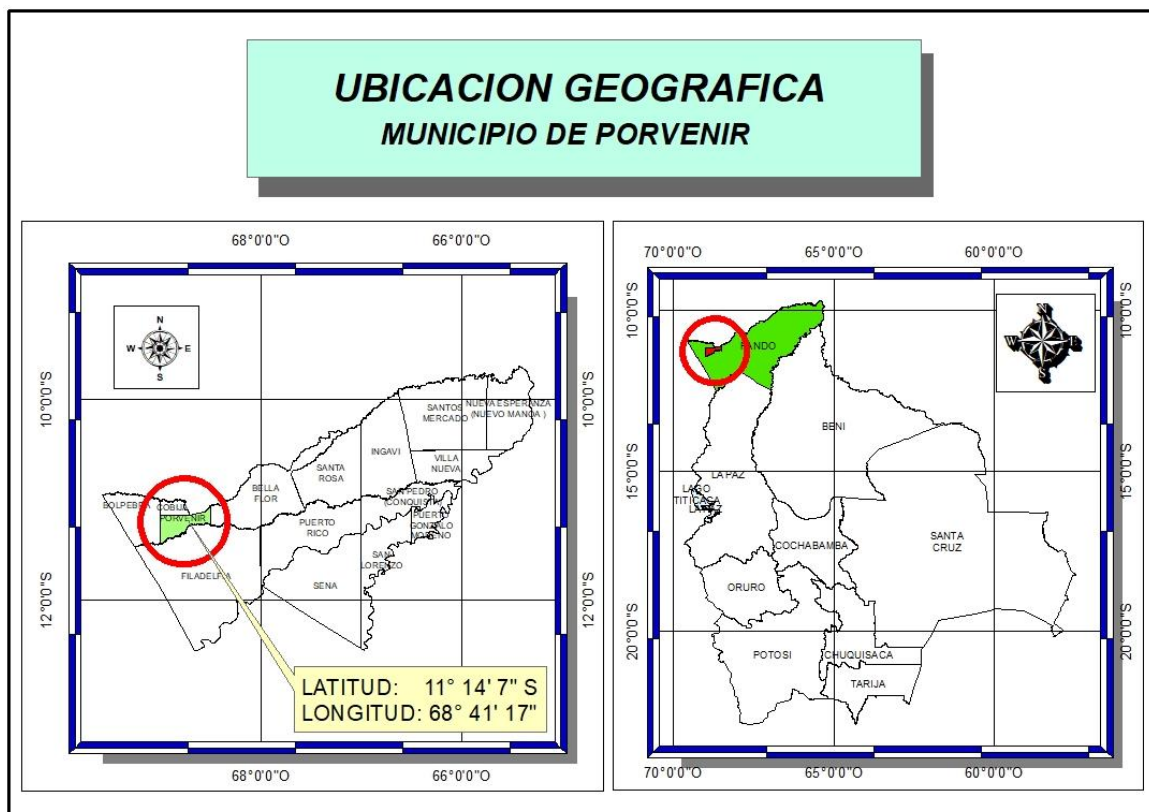 UBICACION GEOGRAFICA
MUNICIPIO DE PORVENIR
68°0'0"O
66°0'0"O
N
W
E
S
10°0'0"S
10°0'0"S
NUEVA ESPERANZA
(NUEVO MANOA )
SANTOS
MERCADO
INGAVI
VILLA
NUEVA
SANTA
ROSA
BELLA
FLOR
SAN PEDRO
(CONQUISTA)
BOLPEBRA
COBIJA
PORVENIR
PUERTO
RICO
PUERTO
GONZALO
MORENO
SAN
LORENZO
FILADELFIA
SENA
12°0'0"S
12°0'0"S
LATITUD: 11° 14' 7" S
LONGITUD: 68° 41' 17"
68°0'0"O
66°0'0"O
70°0'0"O
65°0'0"O
60°0'0"O
N
W
E
S
10°0'0"S
10°0'0"S
PANDO
BENI
LA PAZ
15°0'0"S
15°0'0"S
LAGO
TITICACA
LA PAZ
SANTA
CRUZ
COCHABAMBA
ORURO
20°0'0"S
20°0'0"S
POTOSI
CHUQUISACA
TARIJA
70°0'0"O
65°0'0"O
60°0'0"O